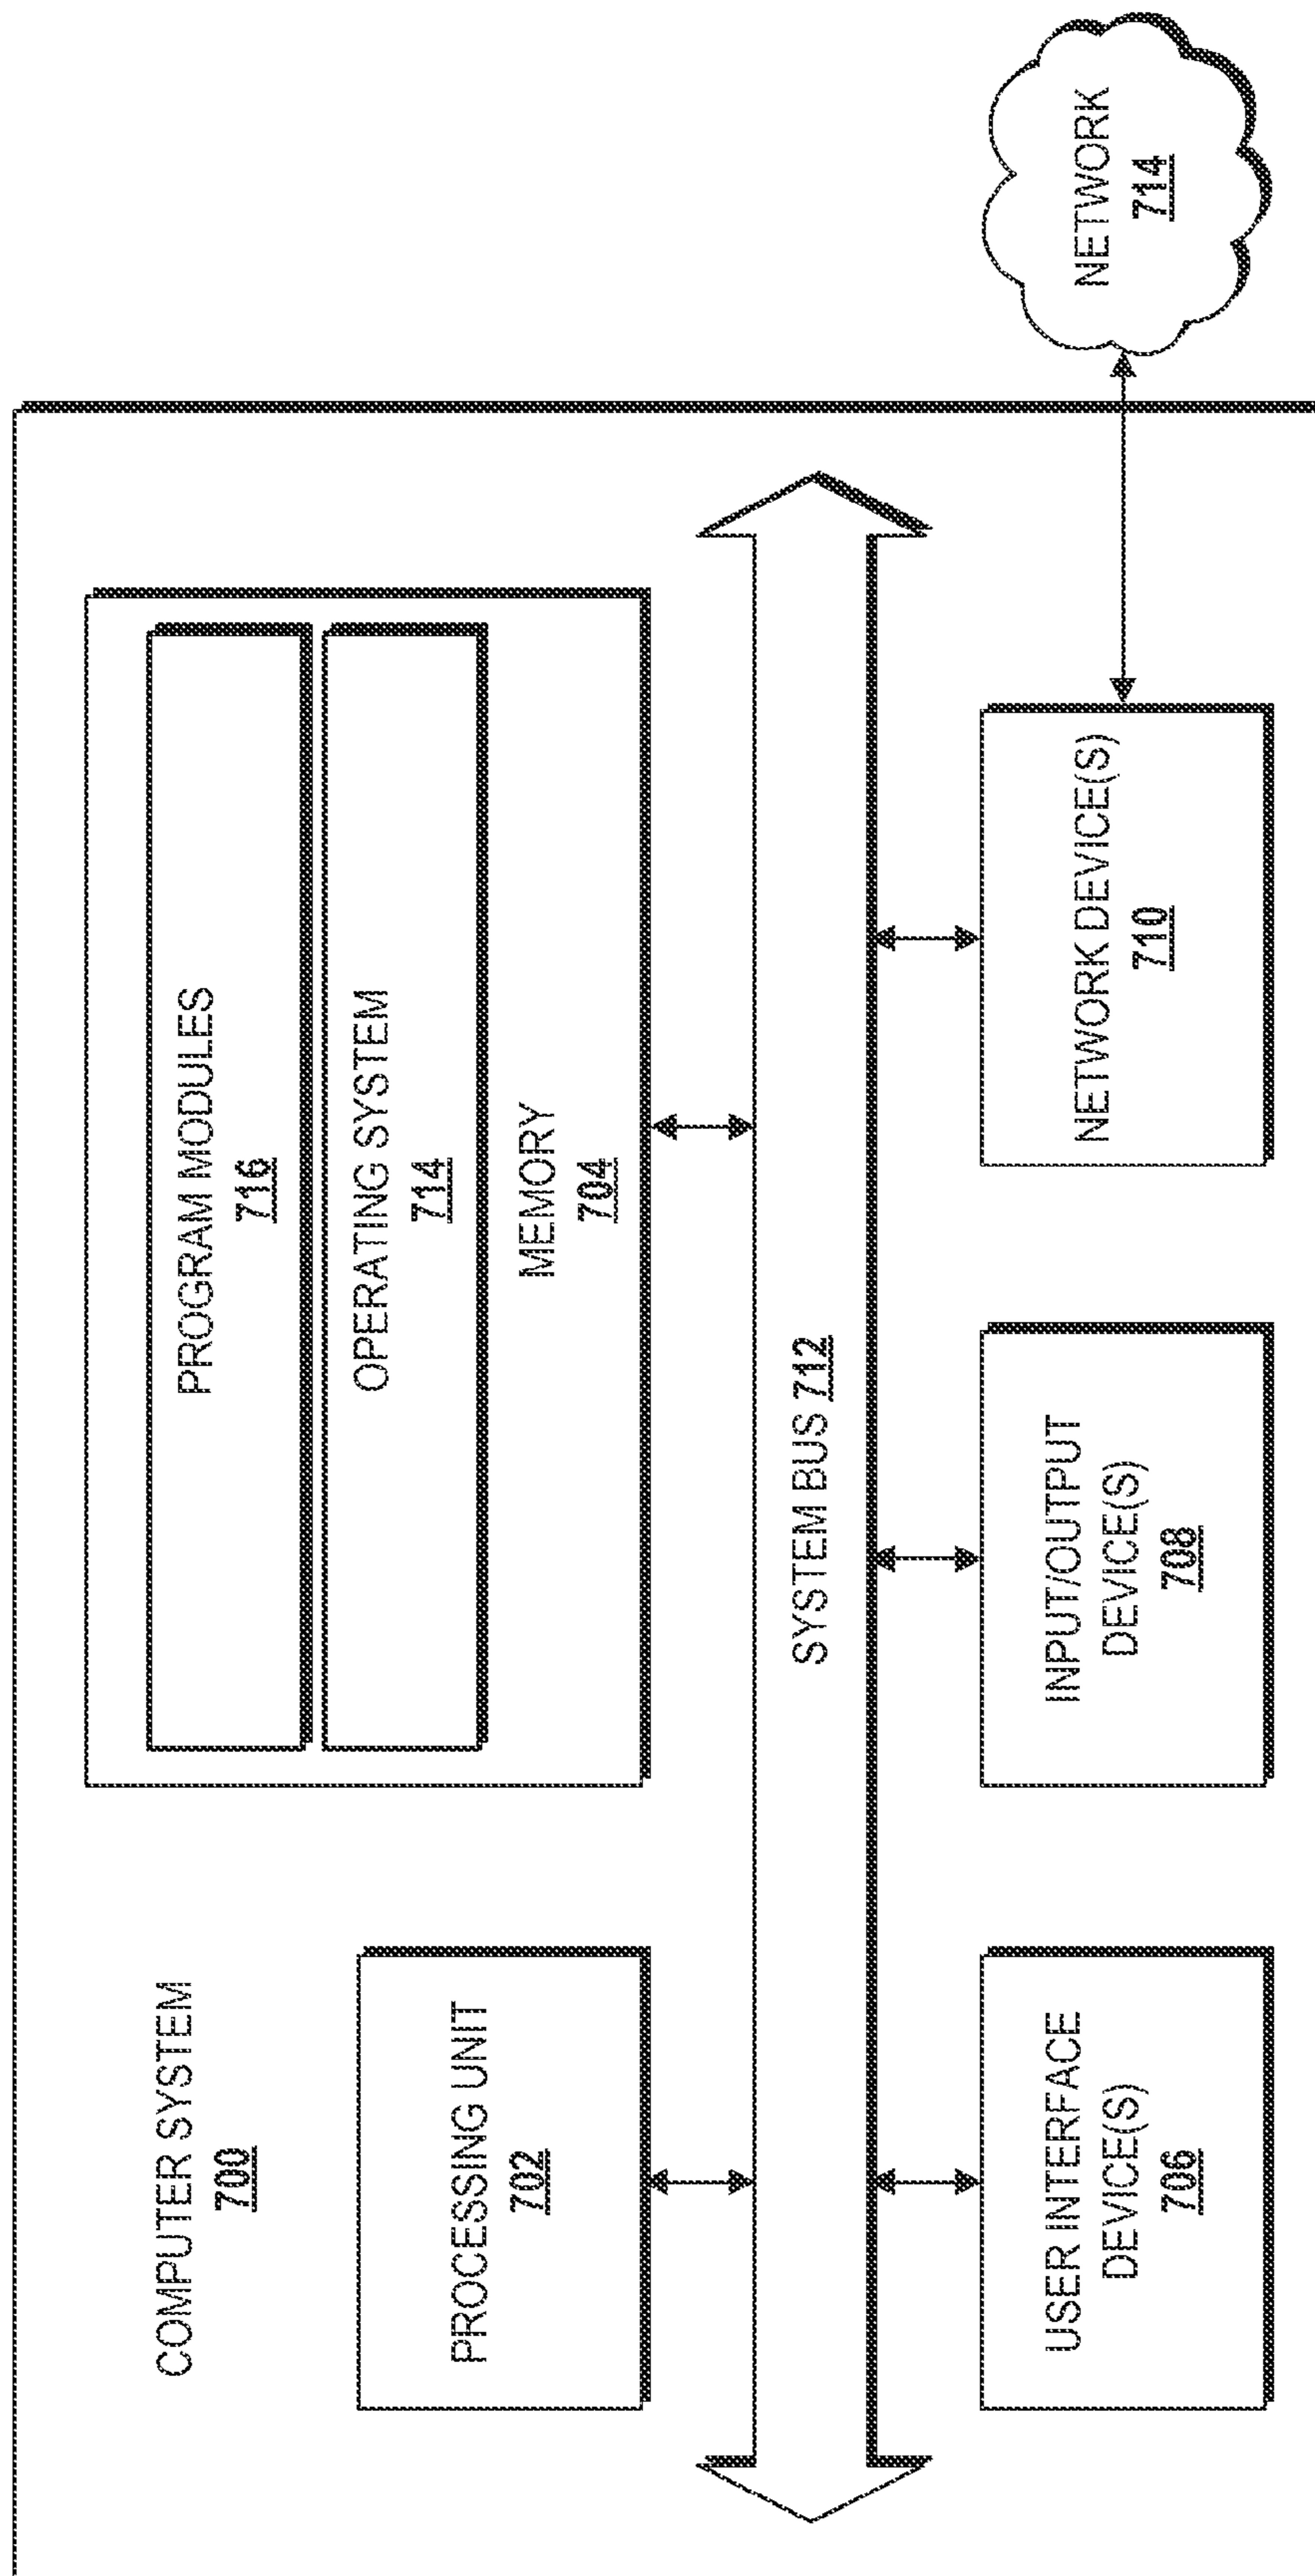 COMPUTER SYSTEM
700
PROCESSING UNIT
702
PROGRAM MODULES
716
OPERATING SYSTEM
714
MEMORY
704
SYSTEM BUS 712
USER INTERFACE
DEVICE(S)
706
INPUT/OUTPUT
DEVICE(S)
708
NETWORK DEVICE(S)
710
NETWORK
714